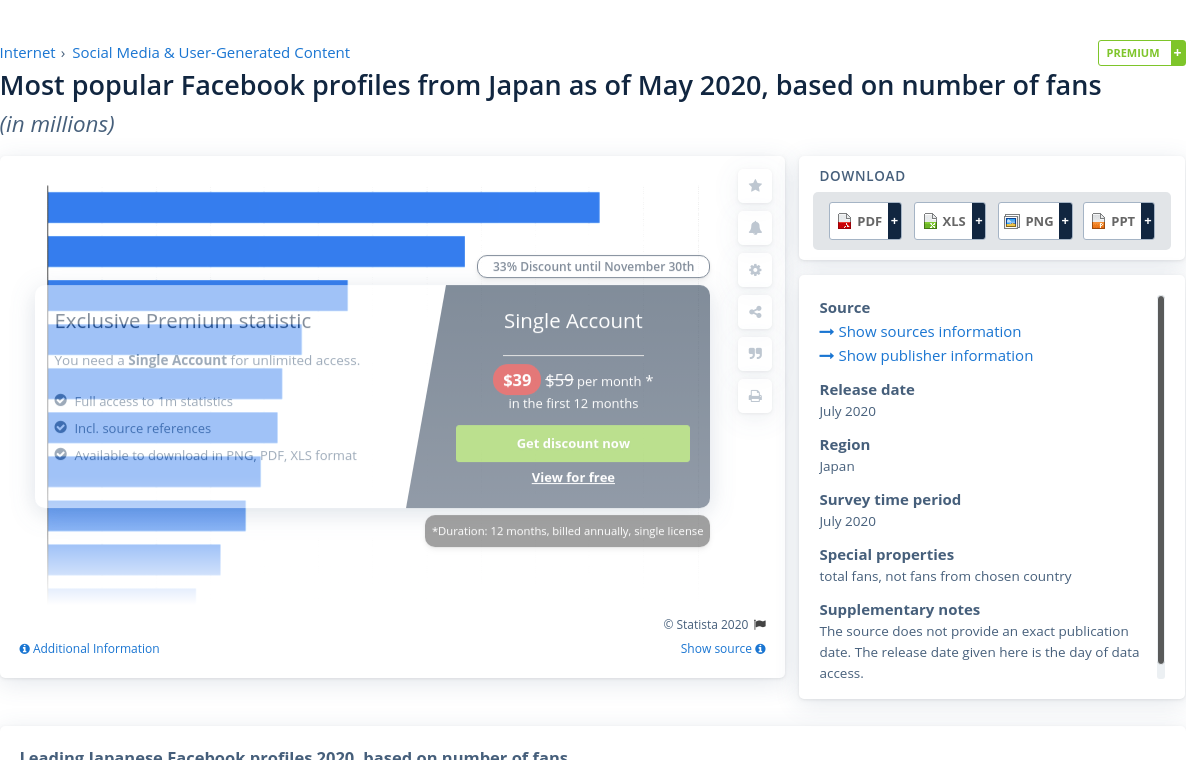 Internet › Social Media & User-Generated Content
PREMIUM +
Most popular Facebook profiles from Japan as of May 2020, based on number of fans
(in millions)
33% Discount until November 30th
Exclusive Premium statistic
You need a Single Account for unlimited access.
Full access to 1m statistics
Incl. source references
Available to download in PNG, PDF, XLS format
Single Account
$39 $59 per month *
in the first 12 months
Get discount now
View for free
*Duration: 12 months, billed annually, single license
© Statista 2020
Additional Information
Show source
DOWNLOAD
PDF + XLS + PNG + PPT +
Source
Show sources information
Show publisher information
Release date
July 2020
Region
Japan
Survey time period
July 2020
Special properties
total fans, not fans from chosen country
Supplementary notes
The source does not provide an exact publication
date. The release date given here is the day of data
access.
Leading Japanese Facebook profiles 2020, based on number of fans